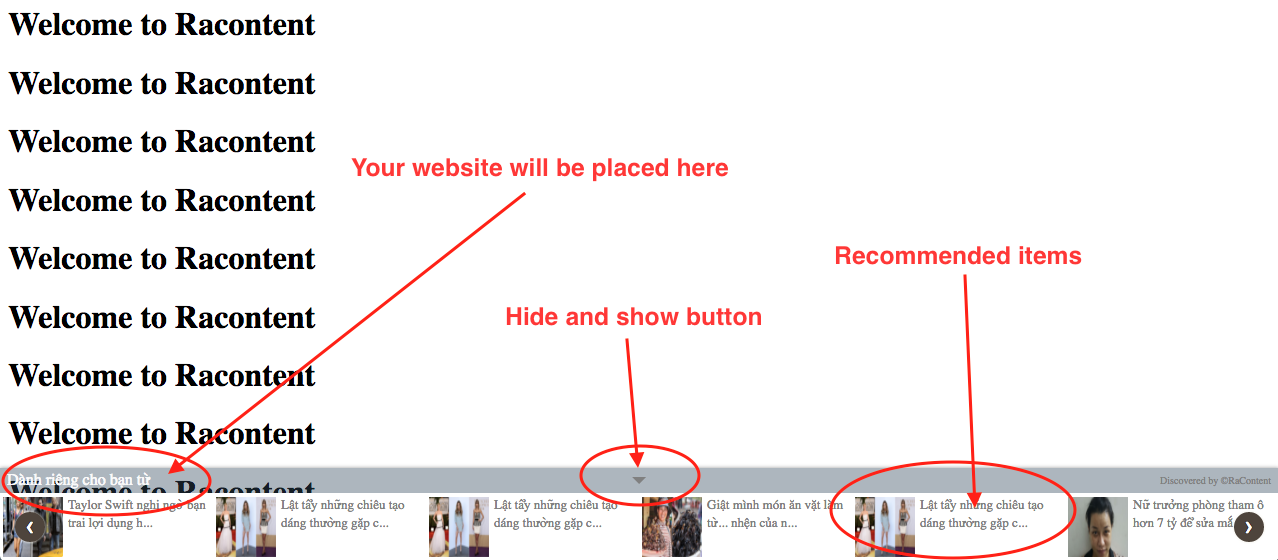 Welcome to Racontent
Welcome to Racontent
Welcome to Racontent
Your website will be placed here
Welcome to Racontent
Welcome to Racontent
Recommended items
Welcome to Racontent
Hide and show button
Welcome to Racontent
Welcome to Racontent
Dành riêng cho bạn từ
Discovered by ©RaContent
Welcome to Racontent
Taylor Swift nghi ngờ bạn
trai lợi dụng h...
Lật tẩy những chiêu tạo
dáng thường gặp c...
Lật tẩy những chiêu tạo
dáng thường gặp c...
Giật mình món ăn vặt làm
từ... nhện của n...
Lật tẩy những chiêu tạo
dáng thường gặp c...
Nữ trưởng phòng tham ô
hơn 7 tỷ để sửa mắ